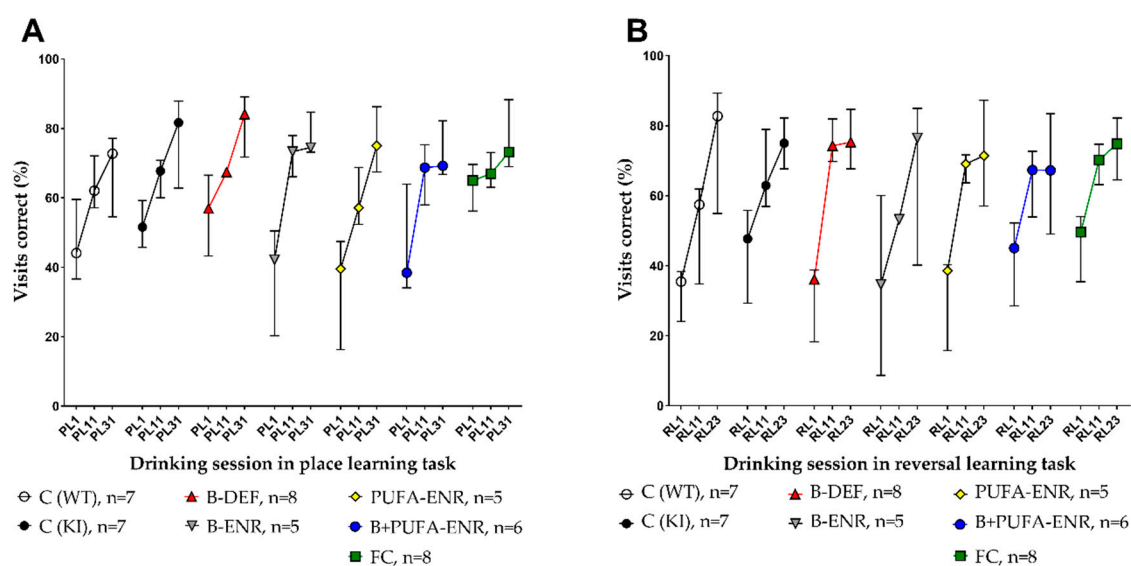 A
Visits correct (%)
100
80
60
40
20
0
PL1 PL11 PL31 PL1 PL11 PL31 PL1 PL11 PL31 PL1 PL11 PL31 PL1 PL11 PL31 PL1 PL11 PL31 PL1 PL11 PL31
Drinking session in place learning task
C (WT), n=7 B-DEF, n=8 PUFA-ENR, n=5
C (KI), n=7 B-ENR, n=5 B+PUFA-ENR, n=6
FC, n=8
B
Visits correct (%)
100
80
60
40
20
0
RL1 RL11 RL23 RL1 RL11 RL23 RL1 RL11 RL23 RL1 RL11 RL23 RL1 RL11 RL23 RL1 RL11 RL23 RL1 RL11 RL23
Drinking session in reversal learning task
C (WT), n=7 B-DEF, n=8 PUFA-ENR, n=5
C (KI), n=7 B-ENR, n=5 B+PUFA-ENR, n=6
FC, n=8